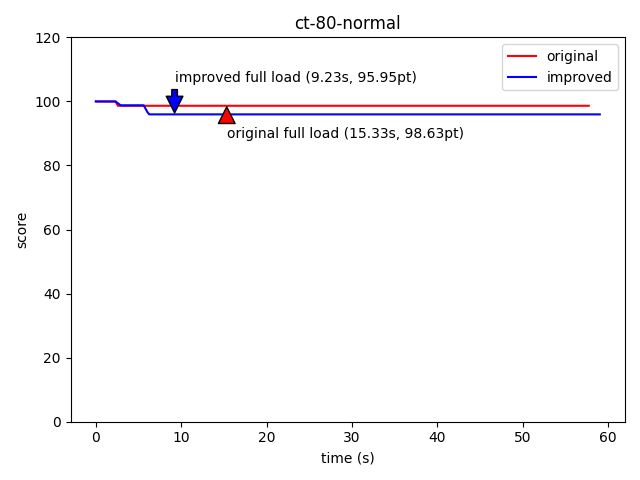 ct-80-normal
120
100
80
60
40
20
0
score
original
improved
improved full load (9.23s, 95.95pt)
original full load (15.33s, 98.63pt)
0 10 20 30 40 50 60
time (s)